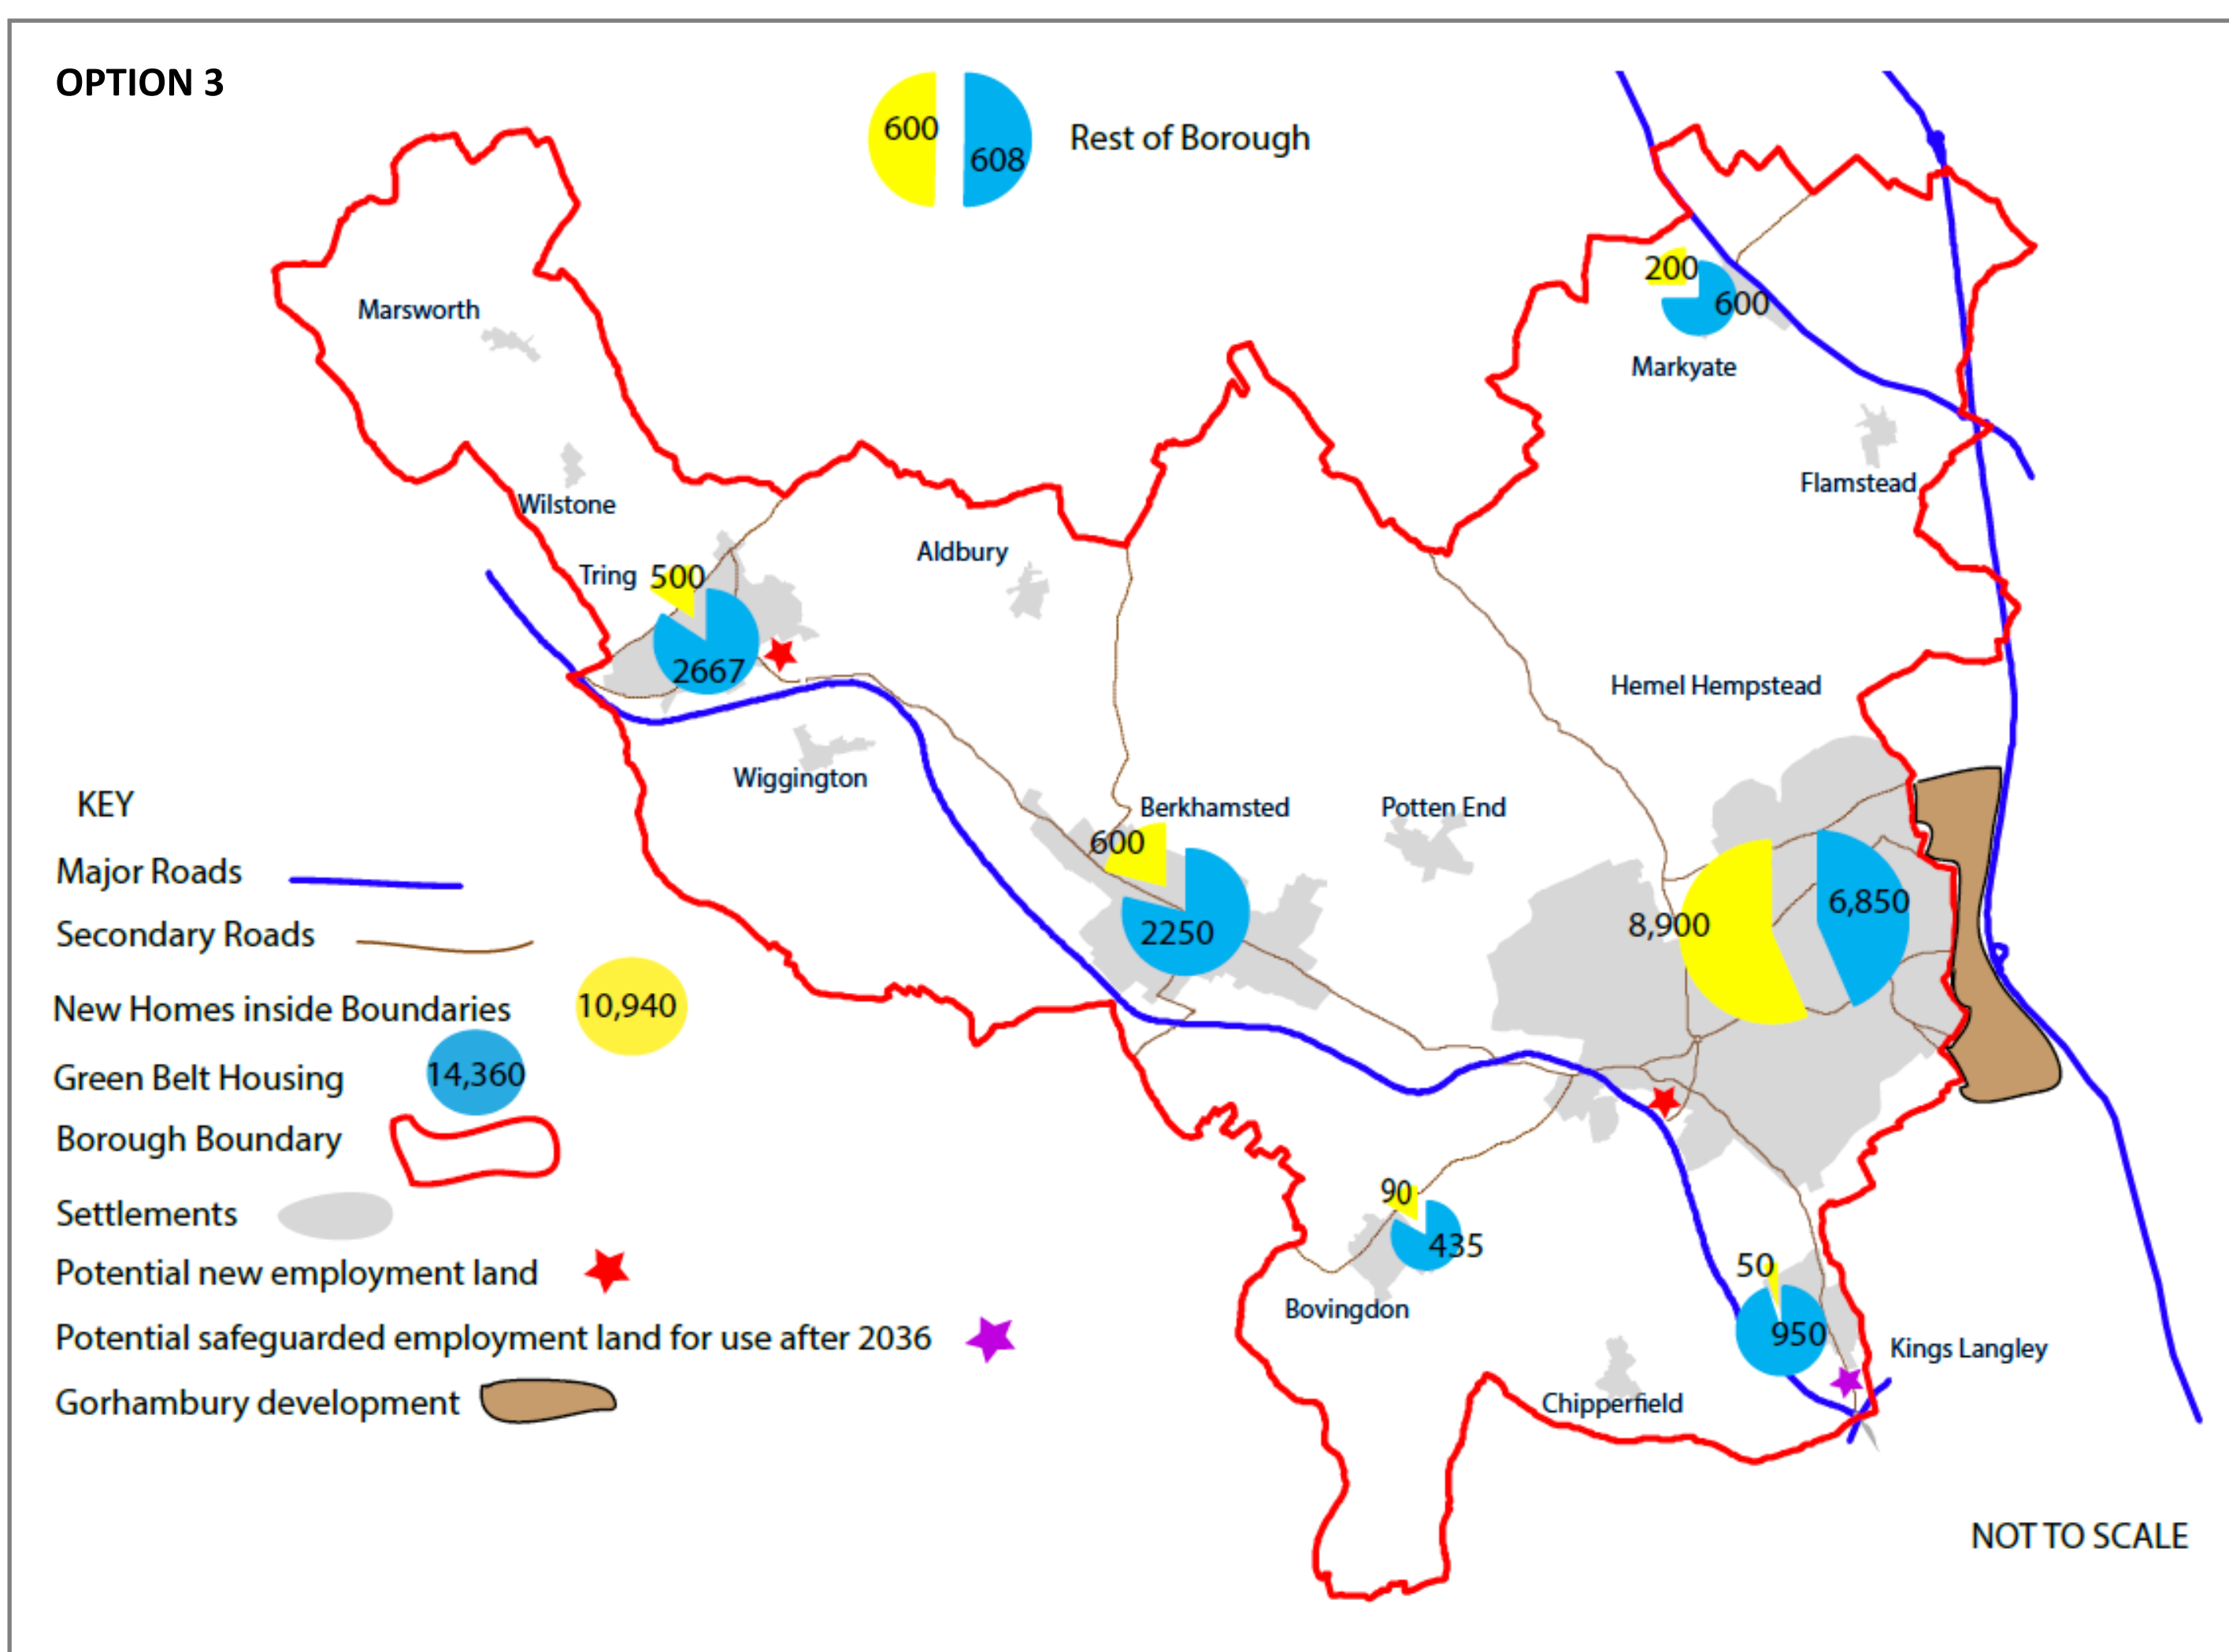 OPTION 3
600
608
Rest of Borough
200
600
Markyate
Marsworth
Flamstead
Wilstone
Aldbury
Tring
500
2667
Hemel Hempstead
Wiggington
Berkhamsted
Potten End
600
2250
8,900
6,850
KEY
Major Roads
Secondary Roads
New Homes inside Boundaries
10,940
Green Belt Housing
14,360
Borough Boundary
Settlements
Potential new employment land
Potential safeguarded employment land for use after 2036
Gorhambury development
90
435
Bovingdon
50
950
Kings Langley
Chipperfield
NOT TO SCALE